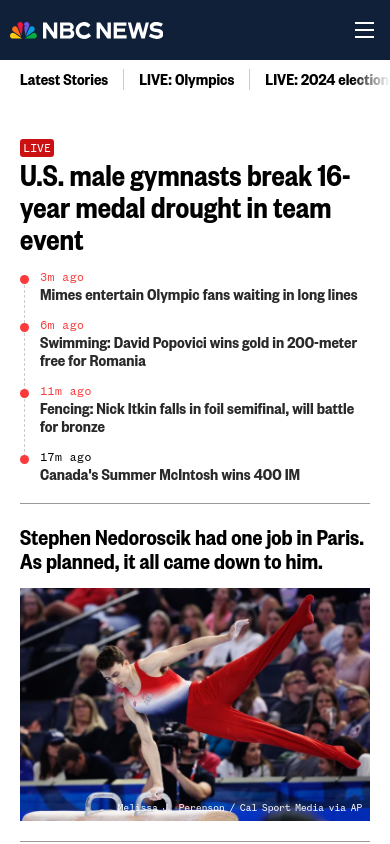 NBC NEWS
Latest Stories
LIVE: Olympics
LIVE: 2024 election
LIVE
U.S. male gymnasts break 16-
year medal drought in team
event
3m ago
Mimes entertain Olympic fans waiting in long lines
6m ago
Swimming: David Popovici wins gold in 200-meter
free for Romania
11m ago
Fencing: Nick Itkin falls in foil semifinal, will battle
for bronze
17m ago
Canada's Summer McIntosh wins 400 IM
Stephen Nedoroscik had one job in Paris.
As planned, it all came down to him.
Melissa J. Perenson / Cal Sport Media via AP